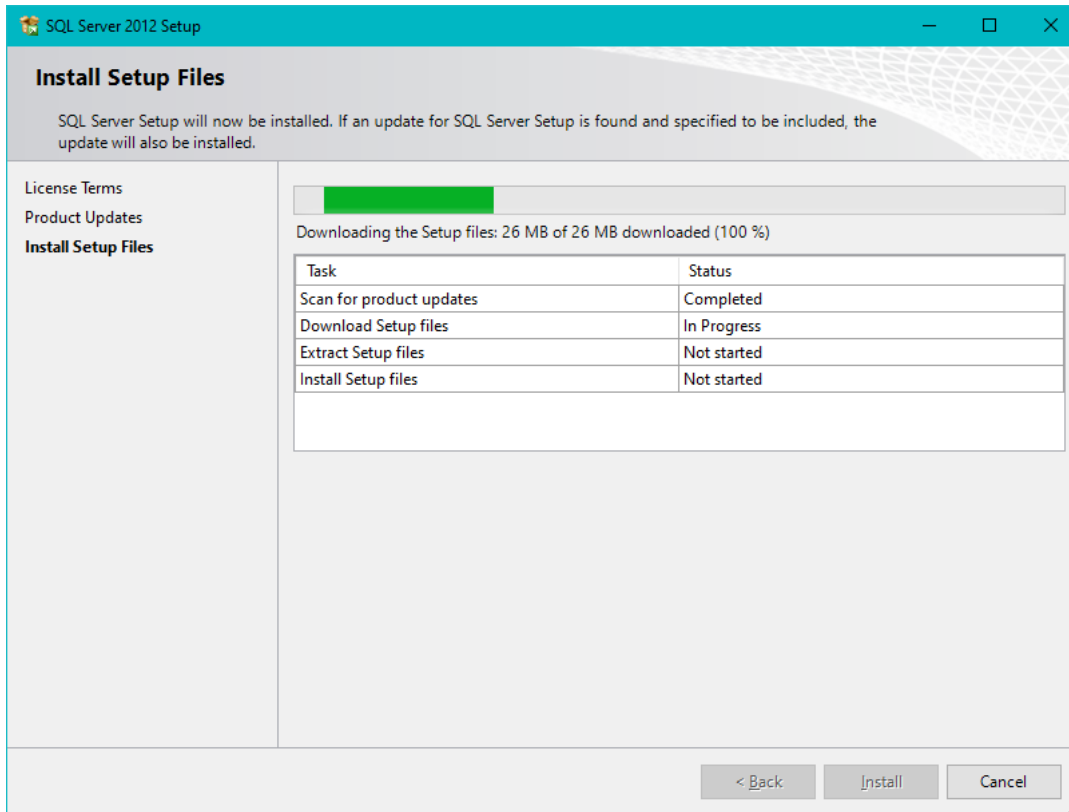 SQL Server 2012 Setup
Install Setup Files
SQL Server Setup will now be installed. If an update for SQL Server Setup is found and specified to be included, the
update will also be installed.
License Terms
Product Updates
Install Setup Files
Downloading the Setup files: 26 MB of 26 MB downloaded (100 %)
Task Status
Scan for product updates Completed
Download Setup files In Progress
Extract Setup files Not started
Install Setup files Not started
< Back Install Cancel